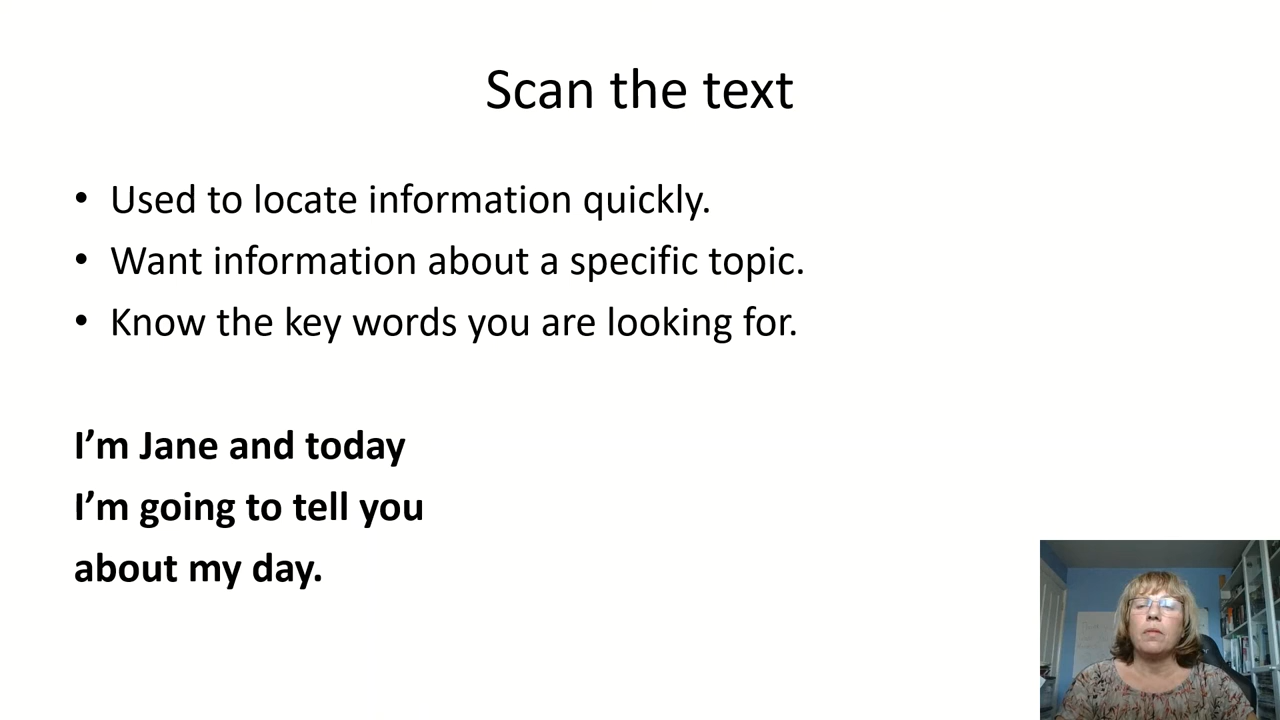 Scan the text
• Used to locate information quickly.
• Want information about a specific topic.
• Know the key words you are looking for.
I’m Jane and today
I’m going to tell you
about my day.